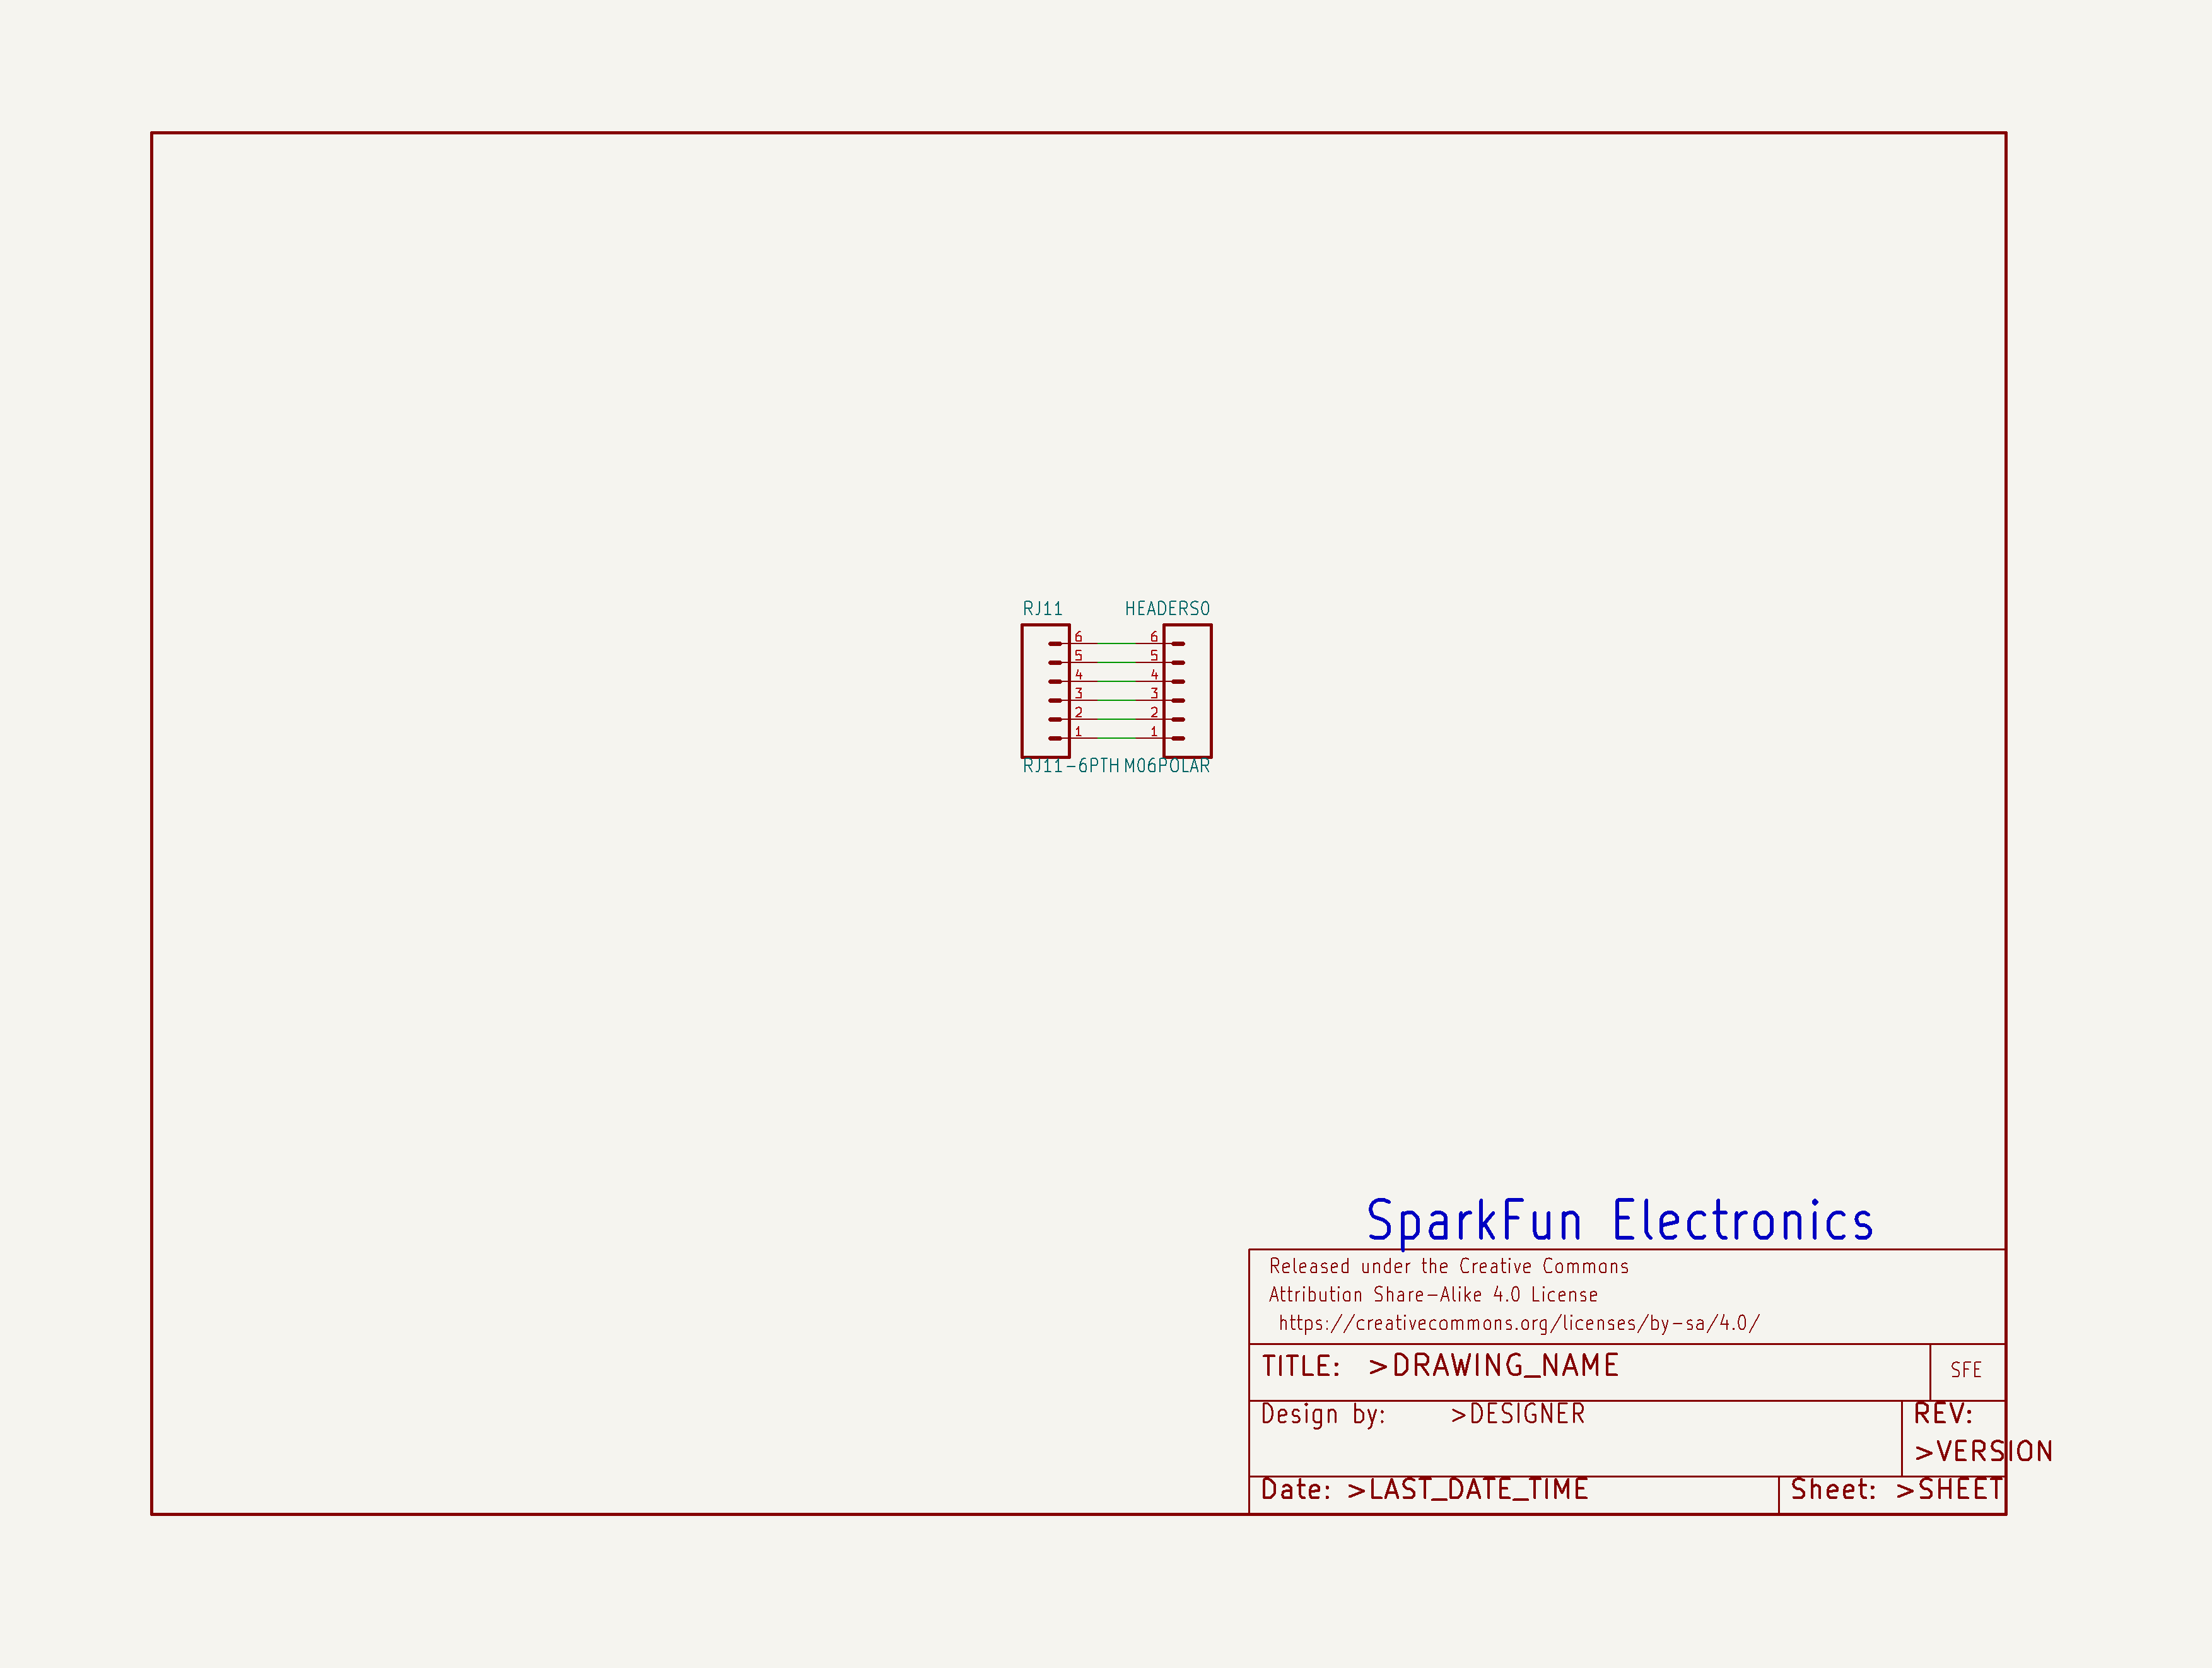 RJ11 HEADERS0
6 6
5 5
4 4
3 3
2 2
1 1
RJ11-6PTH M06POLAR
SparkFun Electronics
Released under the Creative Commons
Attribution Share-Alike 4.0 License
https://creativecommons.org/licenses/by-sa/4.0/
TITLE: >DRAWING_NAME SFE
Design by: >DESIGNER REV:
>VERSION
Date: >LAST_DATE_TIME Sheet: >SHEET